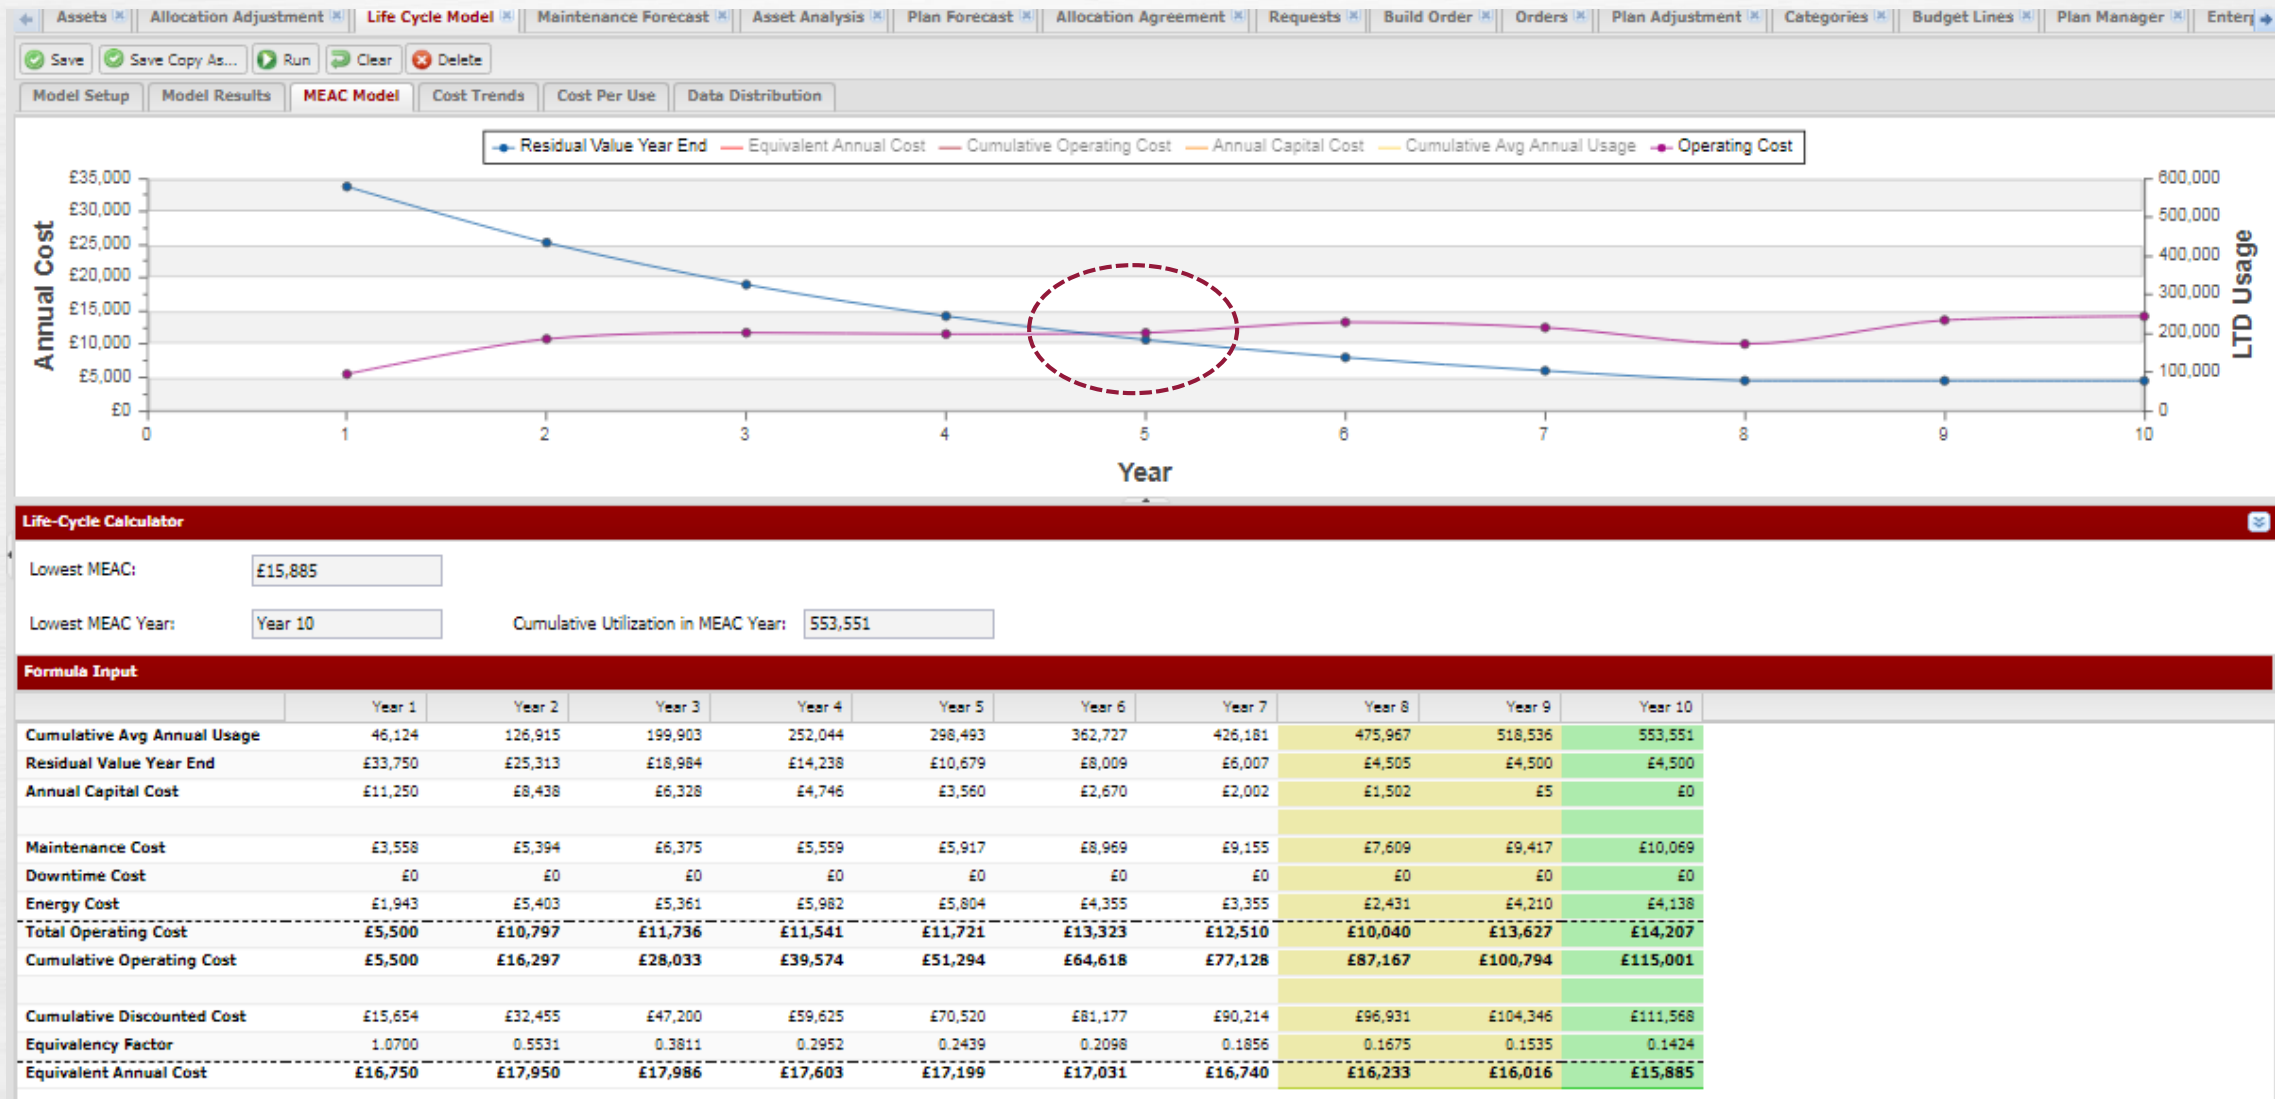 Assets Allocation Adjustment Life Cycle Model Maintenance Forecast Asset Analysis Plan Forecast Allocation Agreement Requests Build Order Orders Plan Adjustment Categories Budget Lines Plan Manager Enterp
Save Save Copy As... Run Clear Delete
Model Setup Model Results MEAC Model Cost Trends Cost Per Use Data Distribution
Residual Value Year End Equivalent Annual Cost Cumulative Operating Cost Annual Capital Cost Cumulative Avg Annual Usage Operating Cost
Annual Cost
£35,000
£30,000
£25,000
£20,000
£15,000
£10,000
£5,000
£0
600,000
500,000
400,000
300,000
200,000
100,000
0
LTD Usage
0 1 2 3 4 5 6 7 8 9 10
Year
Life-Cycle Calculator
Lowest MEAC: £15,885
Lowest MEAC Year: Year 10 Cumulative Utilization in MEAC Year: 553,551
Formula Input
Year 1 Year 2 Year 3 Year 4 Year 5 Year 6 Year 7 Year 8 Year 9 Year 10
Cumulative Avg Annual Usage 46,124 126,915 199,903 252,044 298,493 362,727 426,181 475,967 518,536 553,551
Residual Value Year End £33,750 £25,313 £18,984 £14,238 £10,679 £8,009 £6,007 £4,505 £4,500 £4,500
Annual Capital Cost £11,250 £8,438 £6,328 £4,746 £3,560 £2,670 £2,002 £1,502 £5 £0
Maintenance Cost £3,558 £5,394 £6,375 £5,559 £5,917 £8,969 £9,155 £7,609 £9,417 £10,069
Downtime Cost £0 £0 £0 £0 £0 £0 £0 £0 £0 £0
Energy Cost £1,943 £5,403 £5,361 £5,982 £5,804 £4,355 £3,355 £2,431 £4,210 £4,138
Total Operating Cost £5,500 £10,797 £11,736 £11,541 £11,721 £13,323 £12,510 £10,040 £13,627 £14,207
Cumulative Operating Cost £5,500 £16,297 £28,033 £39,574 £51,294 £64,618 £77,128 £87,167 £100,794 £115,001
Cumulative Discounted Cost £15,654 £32,455 £47,200 £59,625 £70,520 £81,177 £90,214 £96,931 £104,346 £111,568
Equivalency Factor 1.0700 0.5531 0.3811 0.2952 0.2439 0.2098 0.1856 0.1675 0.1535 0.1424
Equivalent Annual Cost £16,750 £17,950 £17,986 £17,603 £17,199 £17,031 £16,740 £16,233 £16,016 £15,885